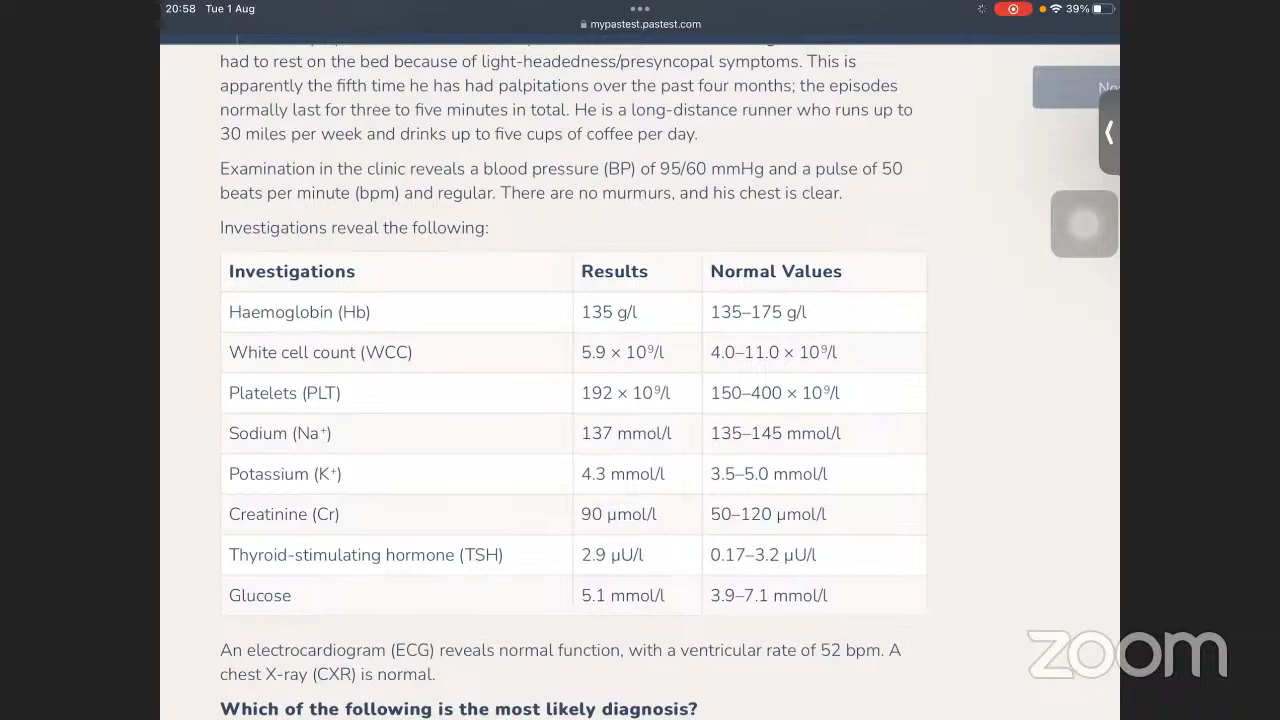 20:58 Tue 1 Aug
39%
mypastest.pastest.com
had to rest on the bed because of light-headedness/presyncopal symptoms. This is
apparently the fifth time he has had palpitations over the past four months; the episodes
normally last for three to five minutes in total. He is a long-distance runner who runs up to
30 miles per week and drinks up to five cups of coffee per day.
Examination in the clinic reveals a blood pressure (BP) of 95/60 mmHg and a pulse of 50
beats per minute (bpm) and regular. There are no murmurs, and his chest is clear.
Investigations reveal the following:
Investigations Results Normal Values
Haemoglobin (Hb) 135 g/l 135–175 g/l
White cell count (WCC) 5.9 × 10⁹/l 4.0–11.0 × 10⁹/l
Platelets (PLT) 192 × 10⁹/l 150–400 × 10⁹/l
Sodium (Na⁺) 137 mmol/l 135–145 mmol/l
Potassium (K⁺) 4.3 mmol/l 3.5–5.0 mmol/l
Creatinine (Cr) 90 µmol/l 50–120 µmol/l
Thyroid-stimulating hormone (TSH) 2.9 µU/l 0.17–3.2 µU/l
Glucose 5.1 mmol/l 3.9–7.1 mmol/l
An electrocardiogram (ECG) reveals normal function, with a ventricular rate of 52 bpm. A
chest X-ray (CXR) is normal.
Which of the following is the most likely diagnosis?
zoom